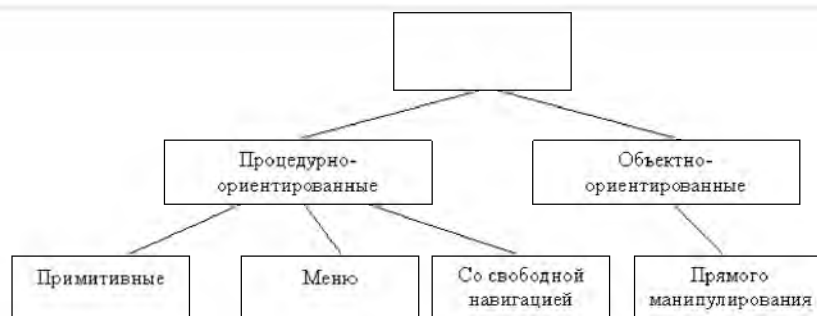 Процедурно-
ориентированные
Объектно-
ориентированные
Примитивные
Меню
Со свободной
навигацией
Прямого
манипулирования